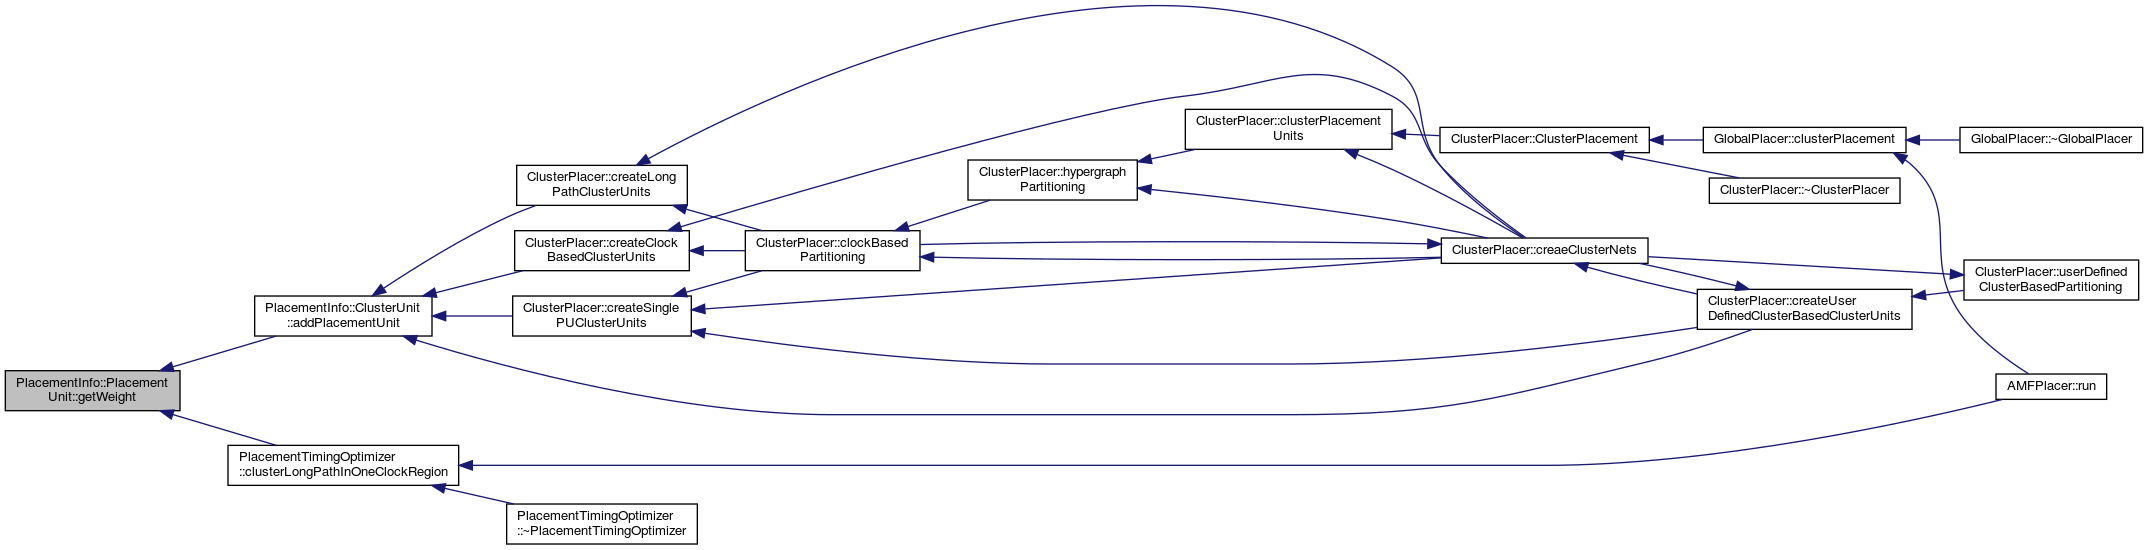 PlacementInfo::Placement
Unit::getWeight
PlacementInfo::ClusterUnit
::addPlacementUnit
PlacementTimingOptimizer
::clusterLongPathInOneClockRegion
ClusterPlacer::createLong
PathClusterUnits
ClusterPlacer::createClock
BasedClusterUnits
ClusterPlacer::createSingle
PUClusterUnits
PlacementTimingOptimizer
::~PlacementTimingOptimizer
ClusterPlacer::clockBased
Partitioning
ClusterPlacer::hypergraph
Partitioning
ClusterPlacer::clusterPlacement
Units
ClusterPlacer::ClusterPlacement
ClusterPlacer::creaeClusterNets
GlobalPlacer::clusterPlacement
ClusterPlacer::~ClusterPlacer
ClusterPlacer::createUser
DefinedClusterBasedClusterUnits
GlobalPlacer::~GlobalPlacer
ClusterPlacer::userDefined
ClusterBasedPartitioning
AMFPlacer::run